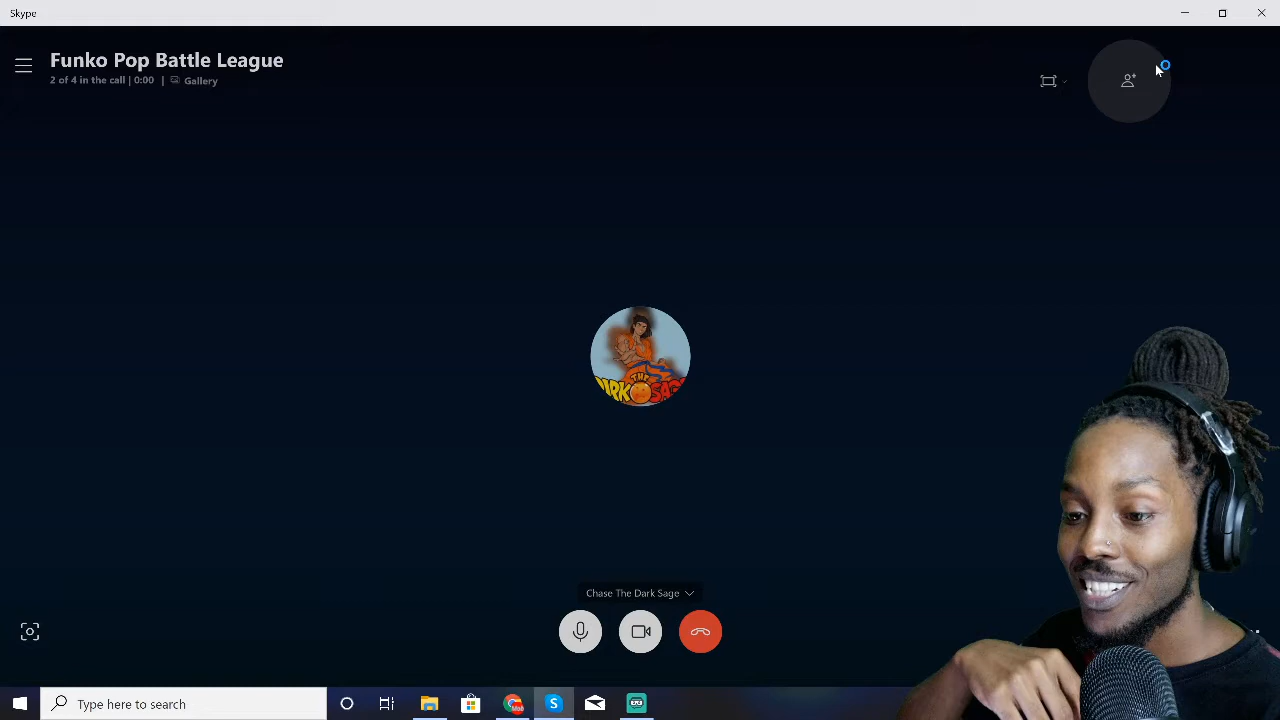 Skype
Funko Pop Battle League
2 of 4 in the call | 0:00 | Gallery
THE
Chase The Dark Sage
Type here to search